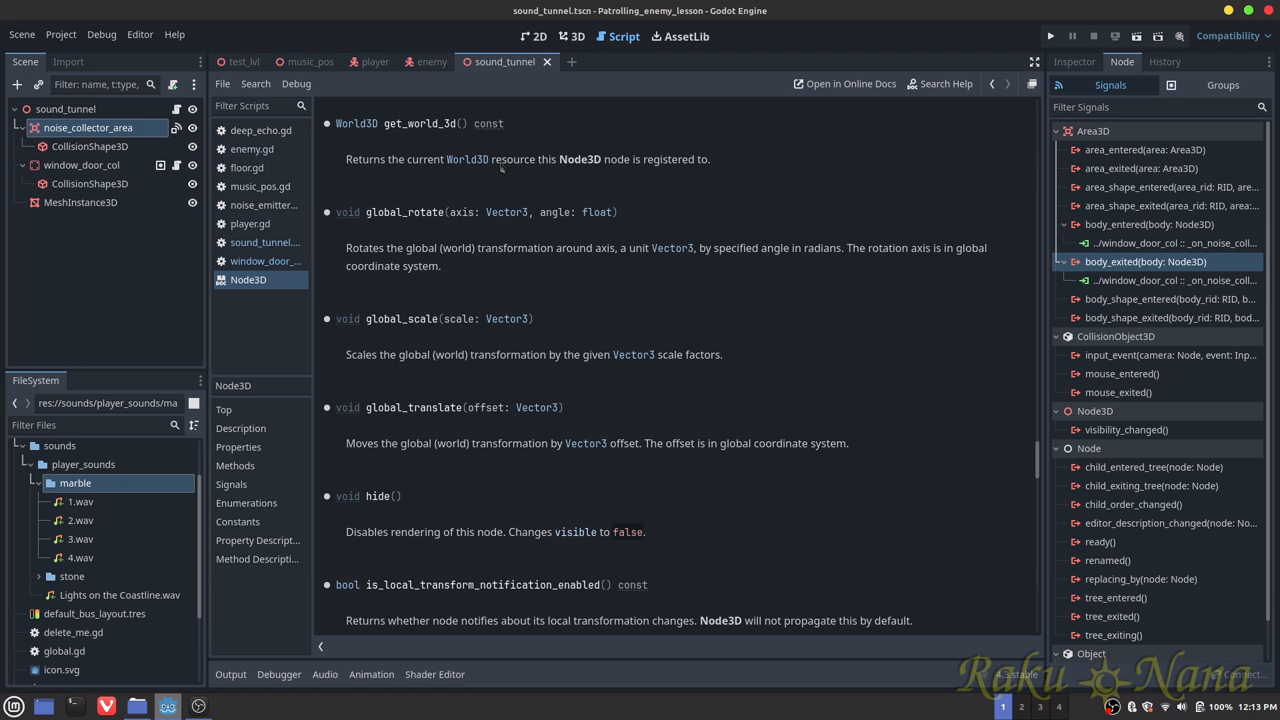 sound_tunnel.tscn - Patrolling_enemy_lesson - Godot Engine
Scene Project Debug Editor Help
2D 3D Script AssetLib
Compatibility
Scene Import
test_lvl music_pos player enemy sound_tunnel
Inspector Node History
Filter: name, t:type,
File Search Debug
Open in Online Docs Search Help
Signals Groups
sound_tunnel
noise_collector_area
CollisionShape3D
window_door_col
CollisionShape3D
MeshInstance3D
Filter Scripts
deep_echo.gd
enemy.gd
floor.gd
music_pos.gd
noise_emitter...
player.gd
sound_tunnel....
window_door_...
Node3D
Node3D
Top
Description
Properties
Methods
Signals
Enumerations
Constants
Property Descript...
Method Descripti...
World3D get_world_3d() const
Returns the current World3D resource this Node3D node is registered to.
void global_rotate(axis: Vector3, angle: float)
Rotates the global (world) transformation around axis, a unit Vector3, by specified angle in radians. The rotation axis is in global
coordinate system.
void global_scale(scale: Vector3)
Scales the global (world) transformation by the given Vector3 scale factors.
void global_translate(offset: Vector3)
Moves the global (world) transformation by Vector3 offset. The offset is in global coordinate system.
void hide()
Disables rendering of this node. Changes visible to false.
bool is_local_transform_notification_enabled() const
Returns whether node notifies about its local transformation changes. Node3D will not propagate this by default.
Filter Signals
Area3D
area_entered(area: Area3D)
area_exited(area: Area3D)
area_shape_entered(area_rid: RID, are...
area_shape_exited(area_rid: RID, area:...
body_entered(body: Node3D)
../window_door_col :: _on_noise_coll...
body_exited(body: Node3D)
../window_door_col :: _on_noise_coll...
body_shape_entered(body_rid: RID, b...
body_shape_exited(body_rid: RID, bod...
CollisionObject3D
input_event(camera: Node, event: Inp...
mouse_entered()
mouse_exited()
Node3D
visibility_changed()
Node
child_entered_tree(node: Node)
child_exiting_tree(node: Node)
child_order_changed()
editor_description_changed(node: No...
ready()
renamed()
replacing_by(node: Node)
tree_entered()
tree_exited()
tree_exiting()
Object
Connect...
FileSystem
res://sounds/player_sounds/ma
Filter Files
sounds
player_sounds
marble
1.wav
2.wav
3.wav
4.wav
stone
Lights on the Coastline.wav
default_bus_layout.tres
delete_me.gd
global.gd
icon.svg
Output Debugger Audio Animation Shader Editor
4.3.stable
Raku Nana
1 2 3 4
100% 12:13 PM